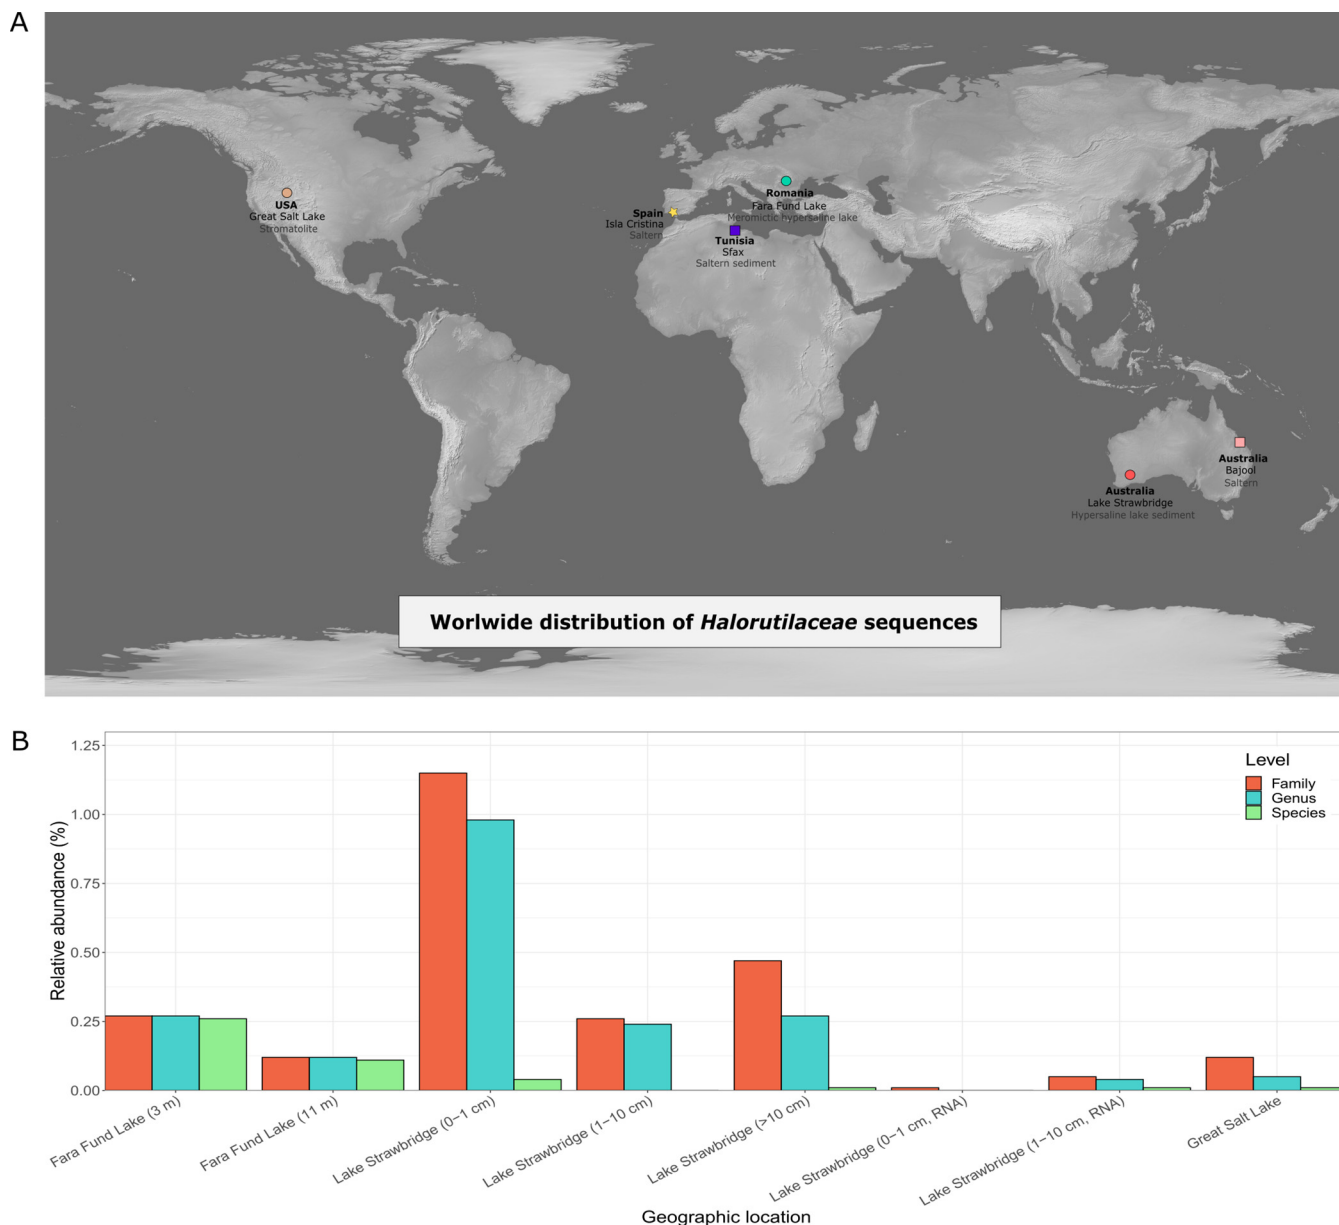 A
USA
Great Salt Lake
Stromatolite
Spain
Isla Cristina
Saltern
Romania
Fara Fund Lake
Meromictic hypersaline lake
Tunisia
Sfax
Saltern sediment
Australia
Bajool
Saltern
Australia
Lake Strawbridge
Hypersaline lake sediment
Worlwide distribution of Halorutilaceae sequences
B
Relative abundance (%)
1.25
1.00
0.75
0.50
0.25
0.00
Level
Family
Genus
Species
Fara Fund Lake (3 m)
Fara Fund Lake (11 m)
Lake Strawbridge (0−1 cm)
Lake Strawbridge (1−10 cm)
Lake Strawbridge (>10 cm)
Lake Strawbridge (0−1 cm, RNA)
Lake Strawbridge (1−10 cm, RNA)
Great Salt Lake
Geographic location